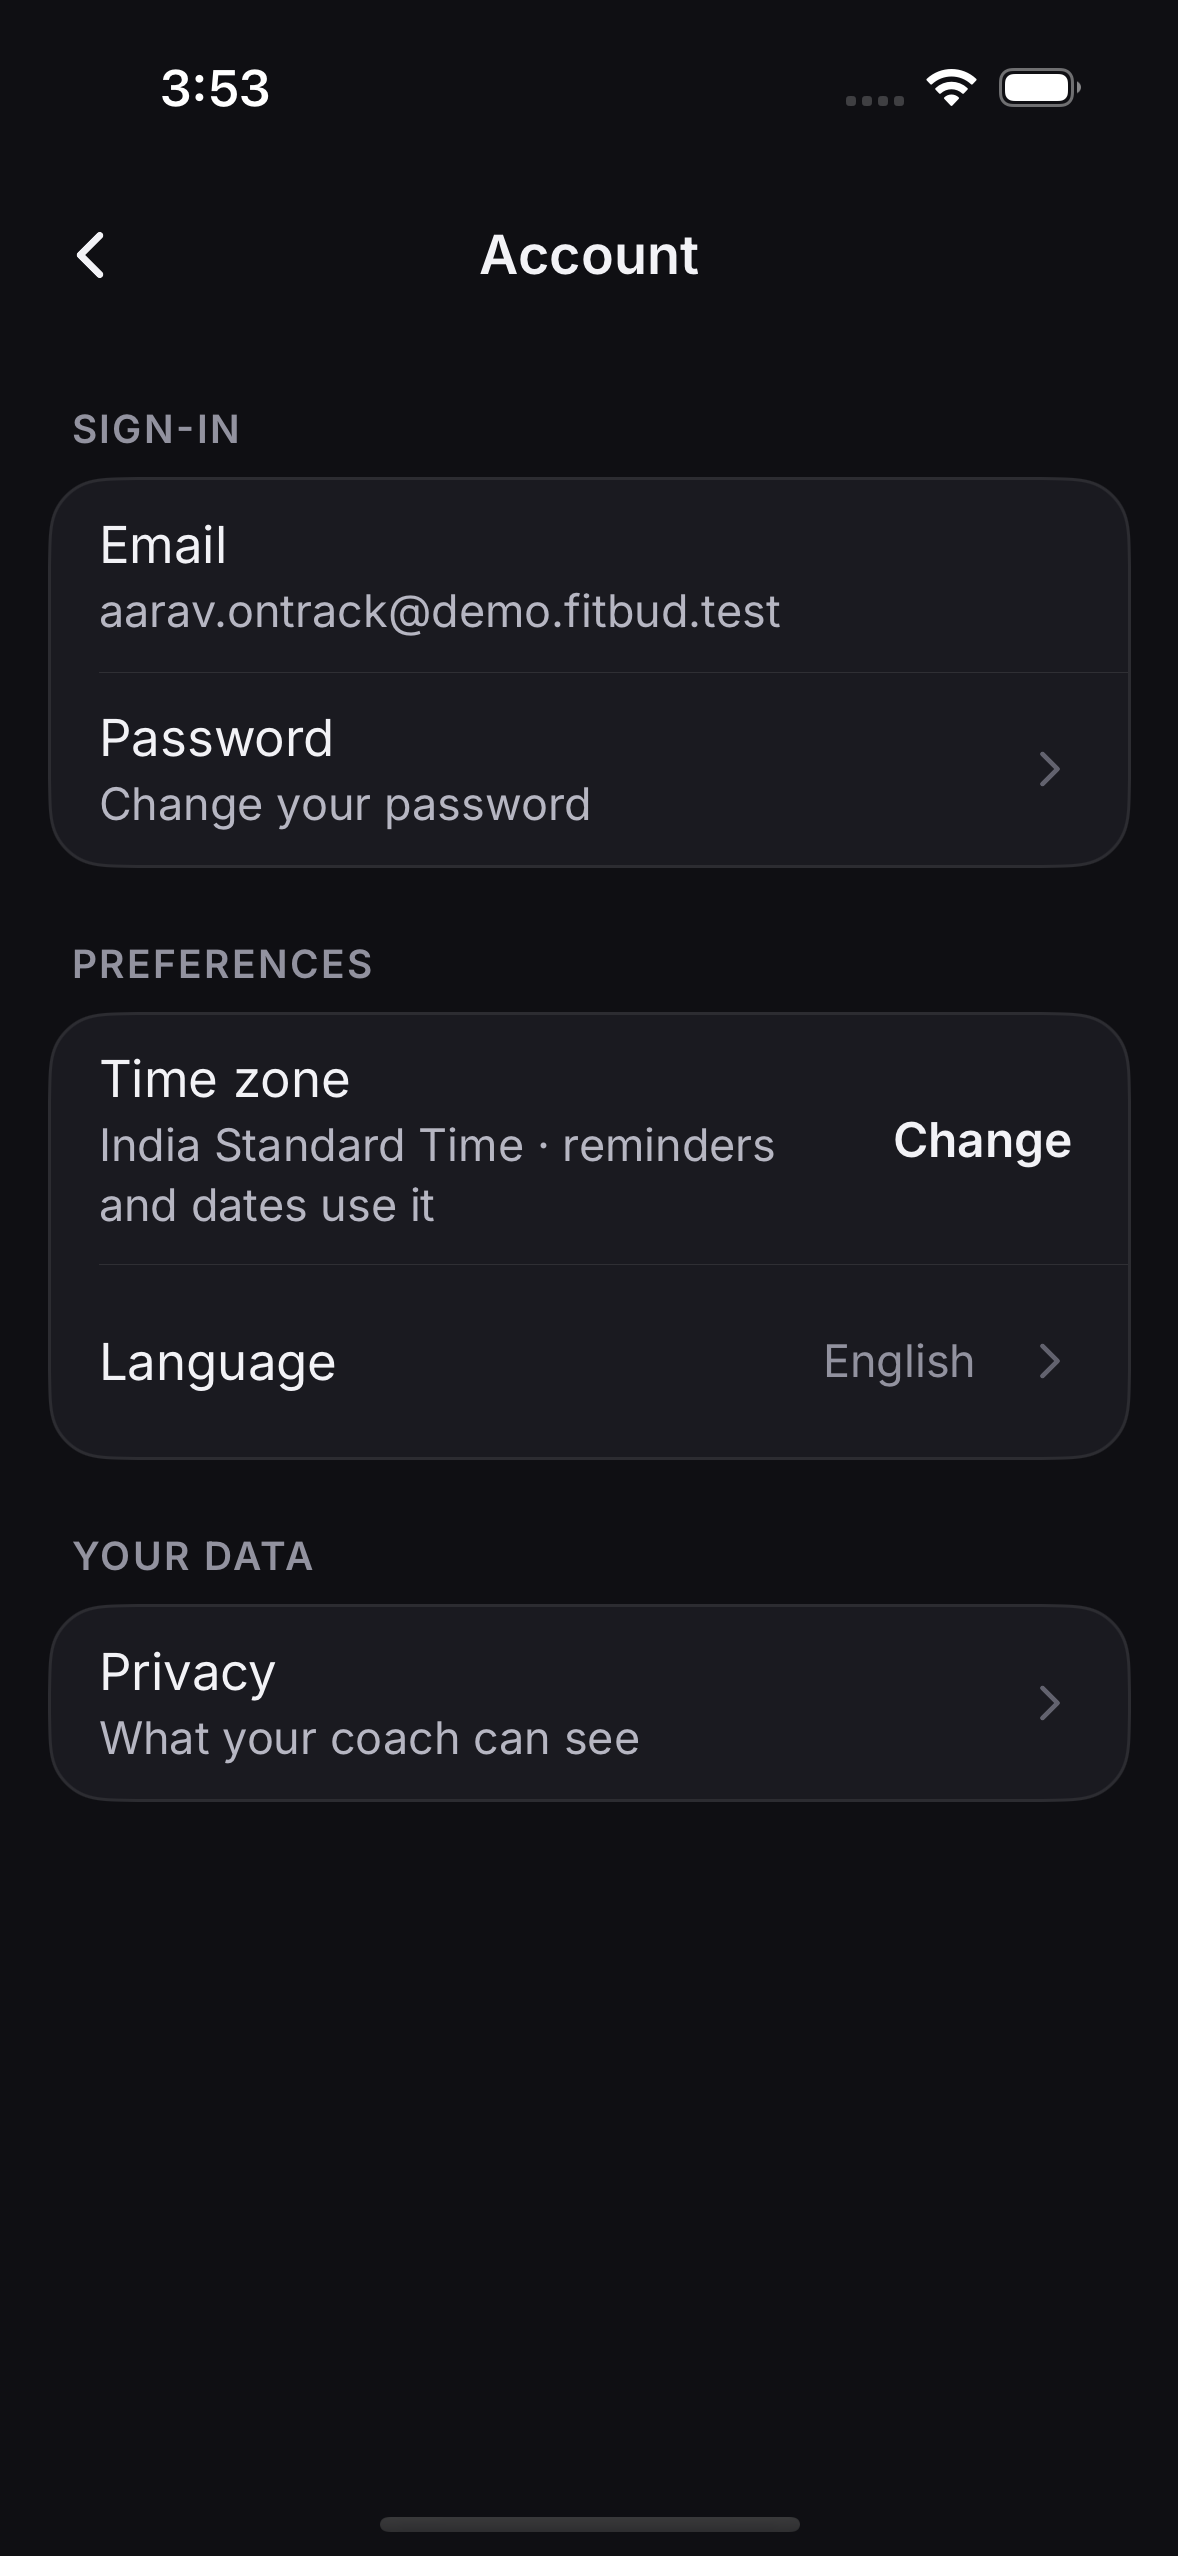 3:53
Account
SIGN-IN
Email
aarav.ontrack@demo.fitbud.test
Password
Change your password
PREFERENCES
Time zone
India Standard Time · reminders
and dates use it
Change
Language
English
YOUR DATA
Privacy
What your coach can see